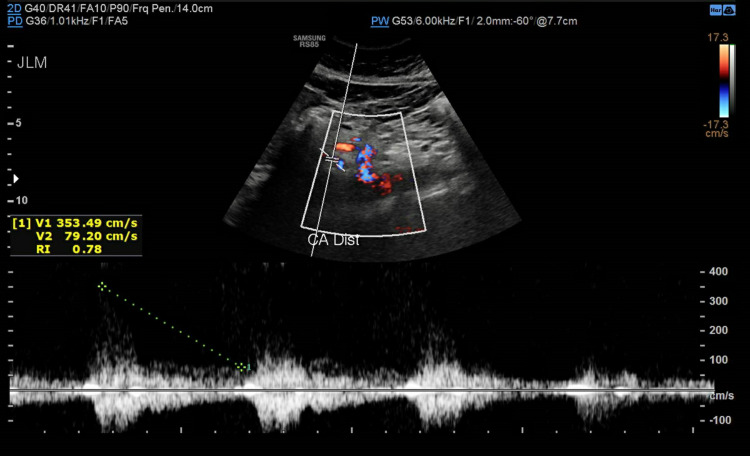 2D G40/DR41/FA10/P90/Frq Pen./14.0cm
PD G36/1.01kHz/F1/FA5
PW G53/6.00kHz/F1/ 2.0mm:-60° @7.7cm
Har
SAMSUNG
RS85
17.3
JLM
-17.3
cm/s
5
10
[1] V1 353.49 cm/s
V2 79.20 cm/s
RI 0.78
CA Dist
400
300
200
100
cm/s
-100